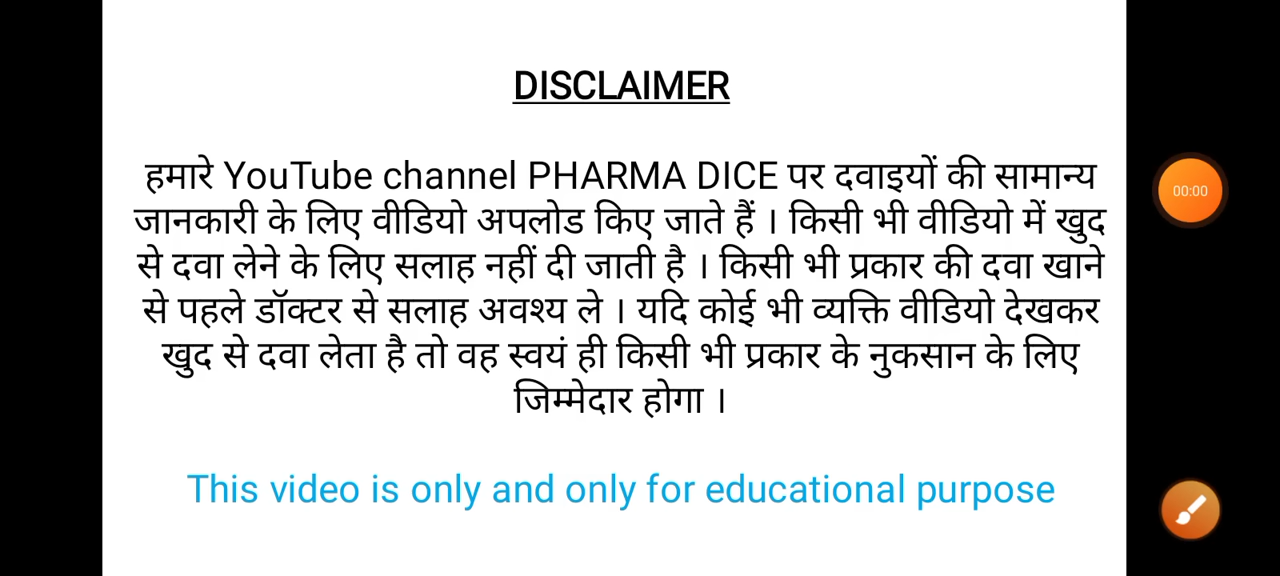 DISCLAIMER
हमारे YouTube channel PHARMA DICE पर दवाइयों की सामान्य
जानकारी के लिए वीडियो अपलोड किए जाते हैं । किसी भी वीडियो में खुद
से दवा लेने के लिए सलाह नहीं दी जाती है । किसी भी प्रकार की दवा खाने
से पहले डॉक्टर से सलाह अवश्य ले । यदि कोई भी व्यक्ति वीडियो देखकर
खुद से दवा लेता है तो वह स्वयं ही किसी भी प्रकार के नुकसान के लिए
जिम्मेदार होगा ।
This video is only and only for educational purpose
00:00